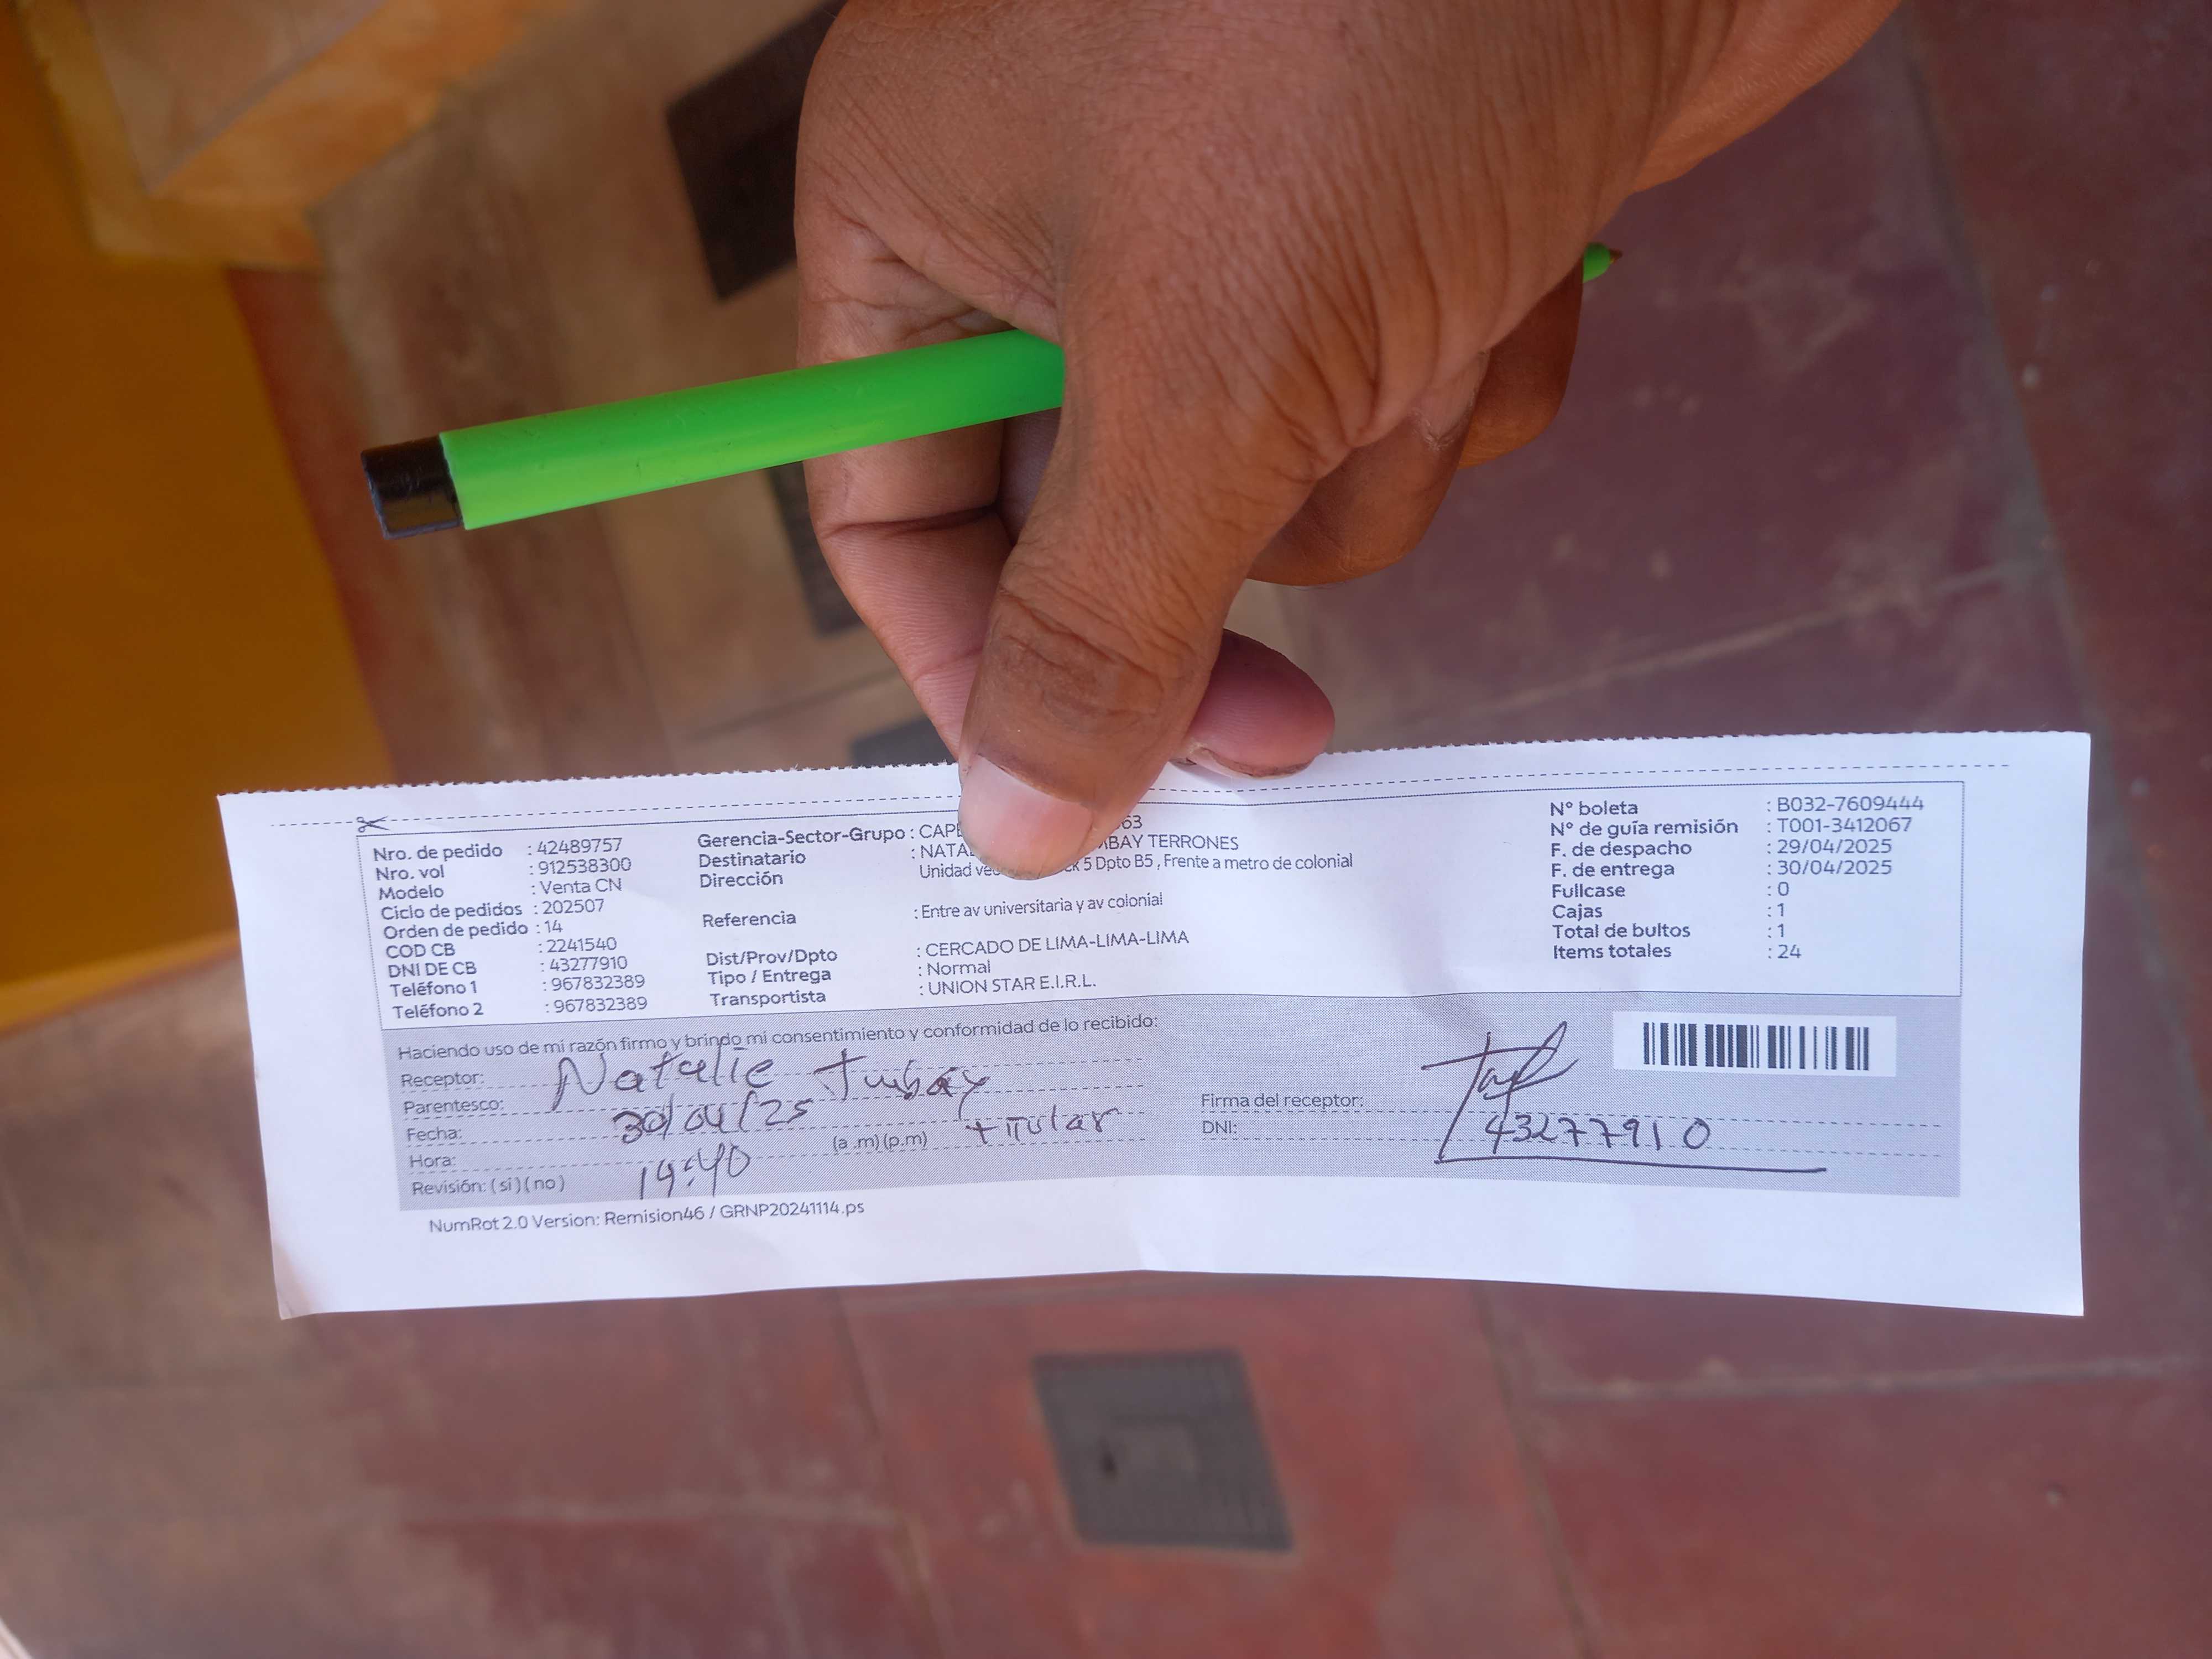 Nro. de pedido : 42489757
Nro. vol : 912538300
Modelo : Venta CN
Ciclo de pedidos : 202507
Orden de pedido : 14
COD CB : 2241540
DNI DE CB : 43277910
Teléfono 1 : 967832389
Teléfono 2 : 967832389
Gerencia-Sector-Grupo : CAP 63
Destinatario : NATA BAY TERRONES
Dirección Unidad 5 Dpto B5 , Frente a metro de colonial
Referencia : Entre av universitaria y av colonial
Dist/Prov/Dpto : CERCADO DE LIMA-LIMA-LIMA
Tipo / Entrega : Normal
Transportista : UNION STAR E.I.R.L.
Nº boleta : B032-7609444
Nº de guía remisión : T001-3412067
F. de despacho : 29/04/2025
F. de entrega : 30/04/2025
Fullcase : 0
Cajas : 1
Total de bultos : 1
Items totales : 24
Haciendo uso de mi razón firmo y brindo mi consentimiento y conformidad de lo recibido:
Receptor: Natalie Tumbay
Parentesco:
Fecha: 30/04/25
Hora: (a .m) (p.m) titular
Revisión: ( sí ) ( no ) 14:40
Firma del receptor:
DNI: 43277910
NumRot 2.0 Version: Remision46 / GRNP20241114.ps